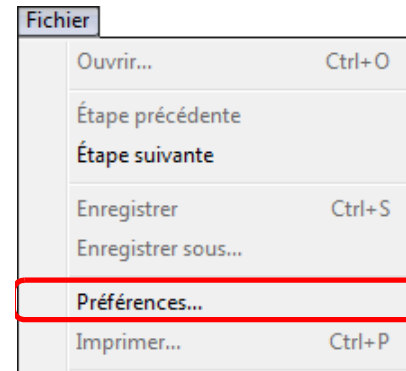 Fichier
Ouvrir... Ctrl+O
Étape précédente
Étape suivante
Enregistrer Ctrl+S
Enregistrer sous...
Préférences...
Imprimer... Ctrl+P